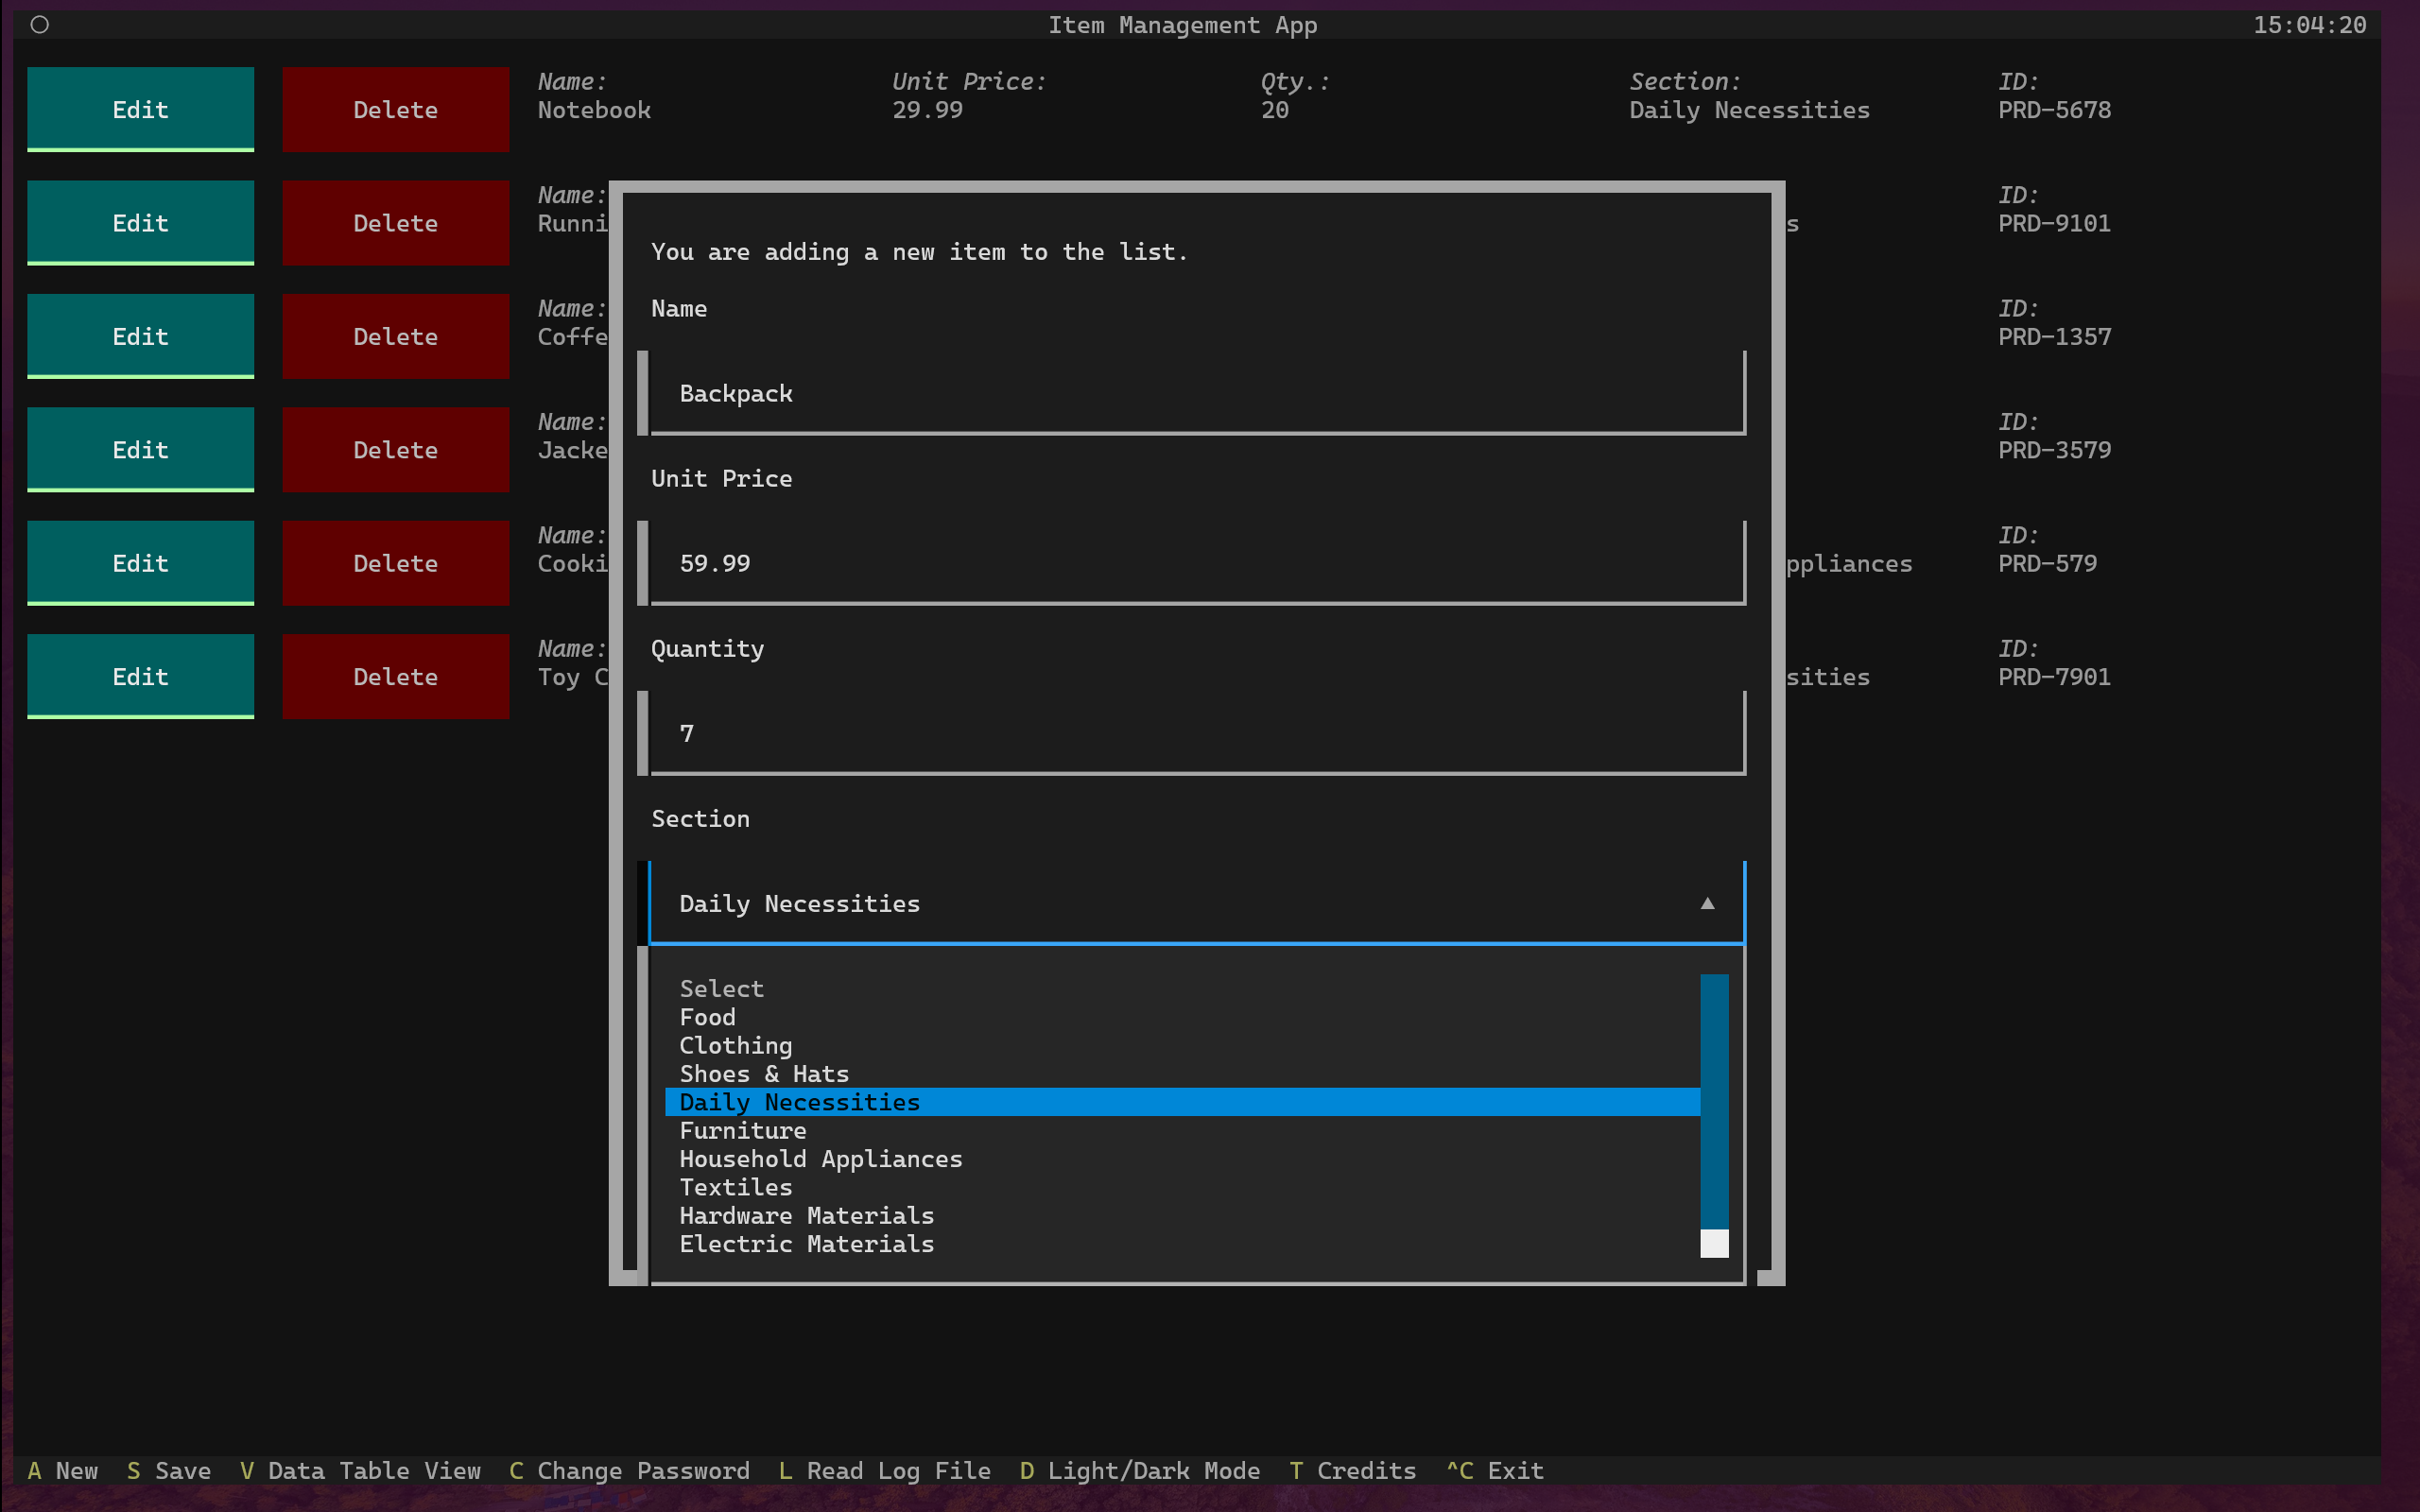 Item Management App 15:04:20
Edit Delete Name: Unit Price: Qty.: Section: ID:
Notebook 29.99 20 Daily Necessities PRD-5678
Edit Delete Name: ID:
Runni s PRD-9101
Edit Delete Name: ID:
Coffe PRD-1357
Edit Delete Name: ID:
Jacke PRD-3579
Edit Delete Name: ID:
Cooki ppliances PRD-579
Edit Delete Name: ID:
Toy C sities PRD-7901
You are adding a new item to the list.
Name
Backpack
Unit Price
59.99
Quantity
7
Section
Daily Necessities ▲
Select
Food
Clothing
Shoes & Hats
Daily Necessities
Furniture
Household Appliances
Textiles
Hardware Materials
Electric Materials
A New S Save V Data Table View C Change Password L Read Log File D Light/Dark Mode T Credits ^C Exit